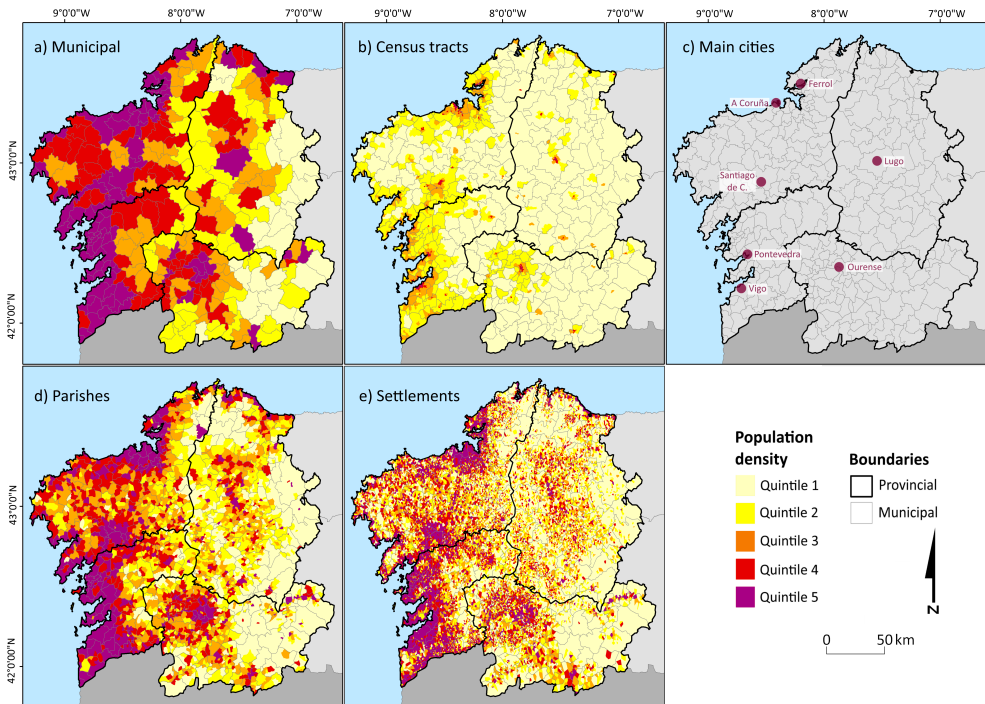 9°0'0"W 8°0'0"W 7°0'0"W 9°0'0"W 8°0'0"W 7°0'0"W 9°0'0"W 8°0'0"W 7°0'0"W
a) Municipal
b) Census tracts
c) Main cities
Ferrol
A Coruña
43°0'0"N
Lugo
Santiago
de C.
Pontevedra
Ourense
Vigo
42°0'0"N
d) Parishes
e) Settlements
43°0'0"N
42°0'0"N
Population
density
Quintile 1
Quintile 2
Quintile 3
Quintile 4
Quintile 5
Boundaries
Provincial
Municipal
N
0 50 km